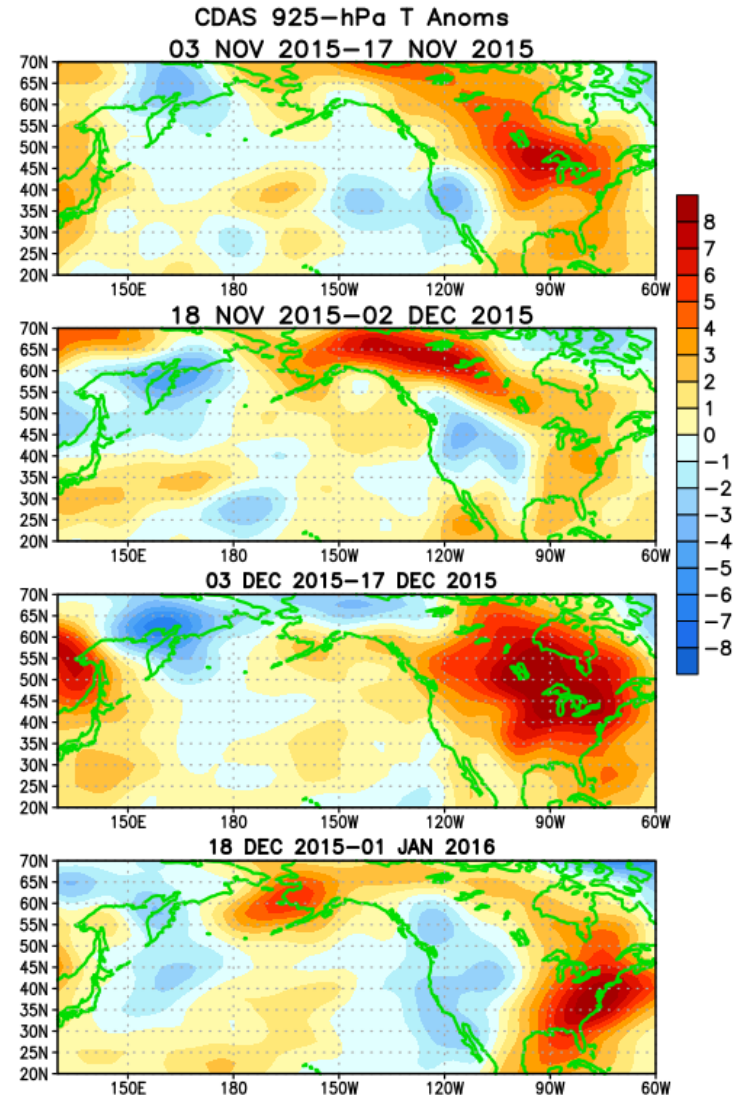 CDAS 925-hPa T Anoms
03 NOV 2015-17 NOV 2015
70N
65N
60N
55N
50N
45N
40N
35N
30N
25N
20N
150E 180 150W 120W 90W 60W
18 NOV 2015-02 DEC 2015
70N
65N
60N
55N
50N
45N
40N
35N
30N
25N
20N
150E 180 150W 120W 90W 60W
03 DEC 2015-17 DEC 2015
70N
65N
60N
55N
50N
45N
40N
35N
30N
25N
20N
150E 180 150W 120W 90W 60W
18 DEC 2015-01 JAN 2016
70N
65N
60N
55N
50N
45N
40N
35N
30N
25N
20N
150E 180 150W 120W 90W 60W
8
7
6
5
4
3
2
1
0
-1
-2
-3
-4
-5
-6
-7
-8